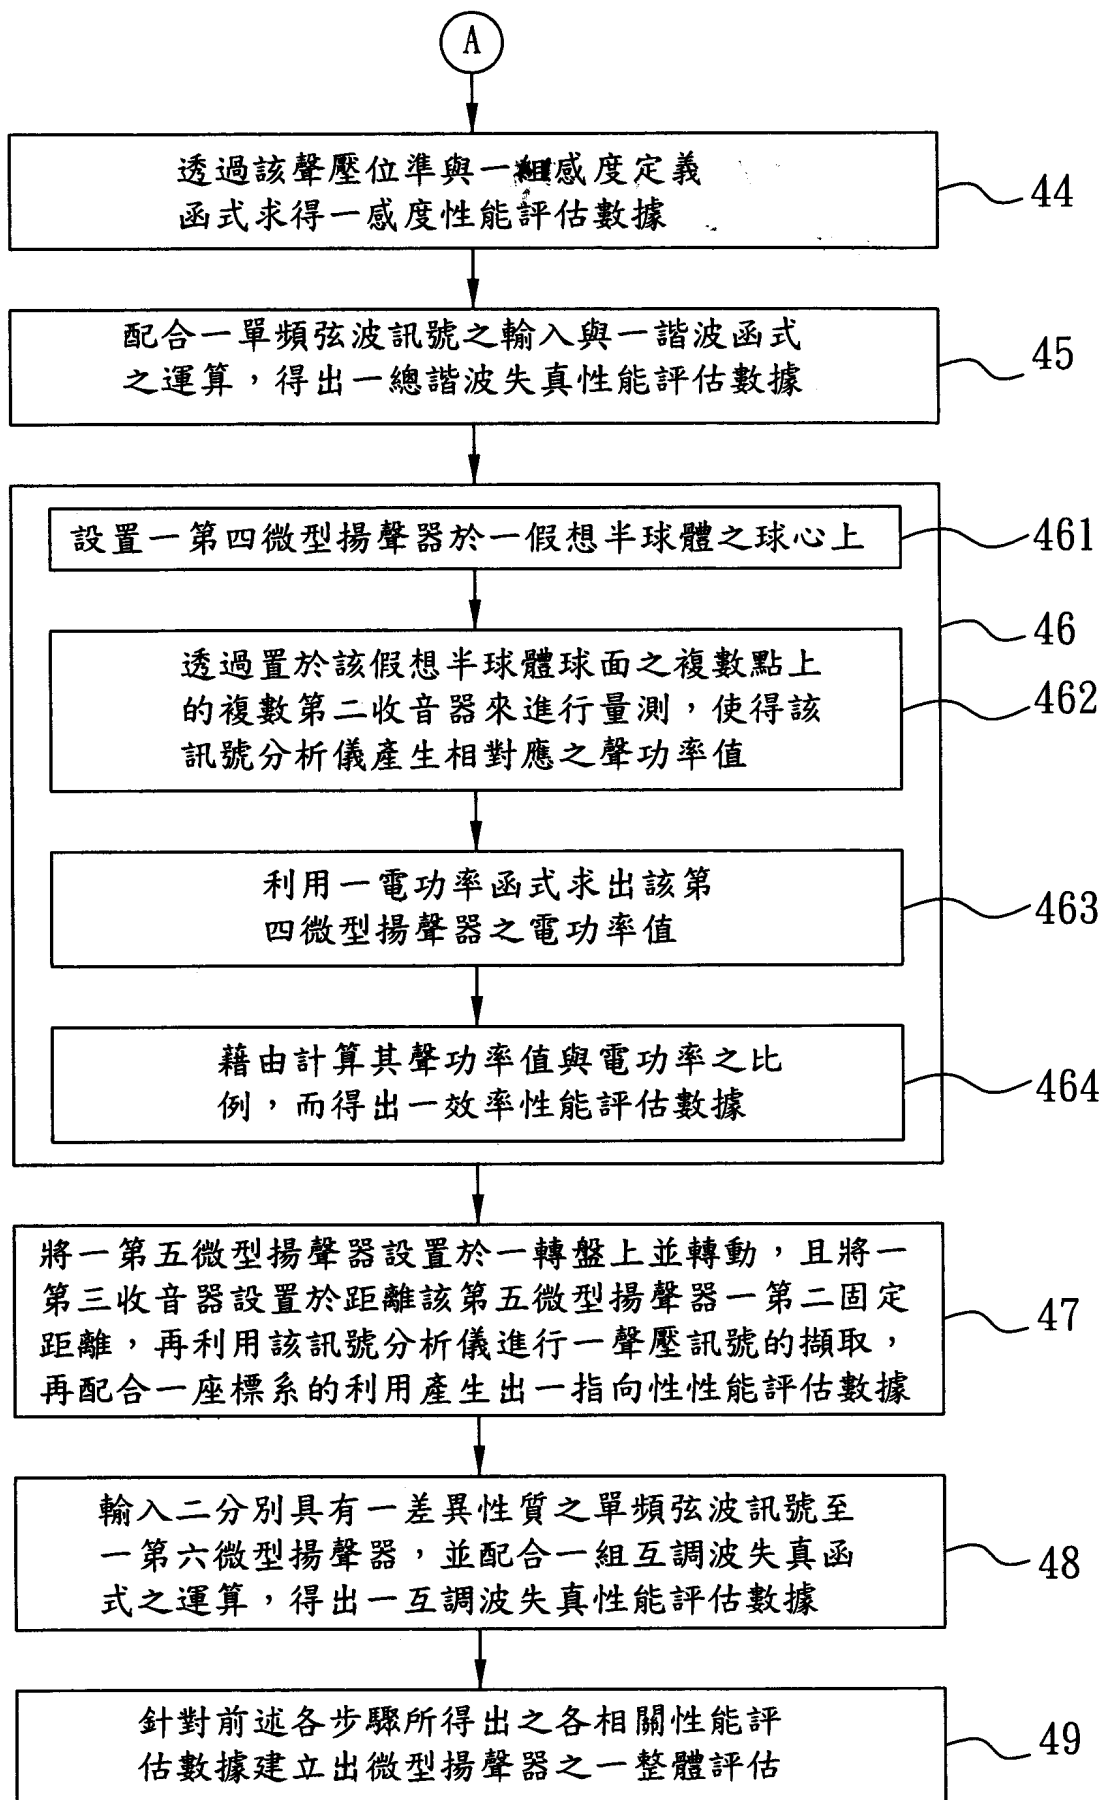 A
透過該聲壓位準與一組感度定義
函式求得一感度性能評估數據
44
配合一單頻弦波訊號之輸入與一諧波函式
之運算，得出一總諧波失真性能評估數據
45
設置一第四微型揚聲器於一假想半球體之球心上
461
46
透過置於該假想半球體球面之複數點上
的複數第二收音器來進行量測，使得該
訊號分析儀產生相對應之聲功率值
462
利用一電功率函式求出該第
四微型揚聲器之電功率值
463
藉由計算其聲功率值與電功率之比
例，而得出一效率性能評估數據
464
將一第五微型揚聲器設置於一轉盤上並轉動，且將一
第三收音器設置於距離該第五微型揚聲器一第二固定
距離，再利用該訊號分析儀進行一聲壓訊號的擷取，
再配合一座標系的利用產生出一指向性性能評估數據
47
輸入二分別具有一差異性質之單頻弦波訊號至
一第六微型揚聲器，並配合一組互調波失真函
式之運算，得出一互調波失真性能評估數據
48
針對前述各步驟所得出之各相關性能評
估數據建立出微型揚聲器之一整體評估
49